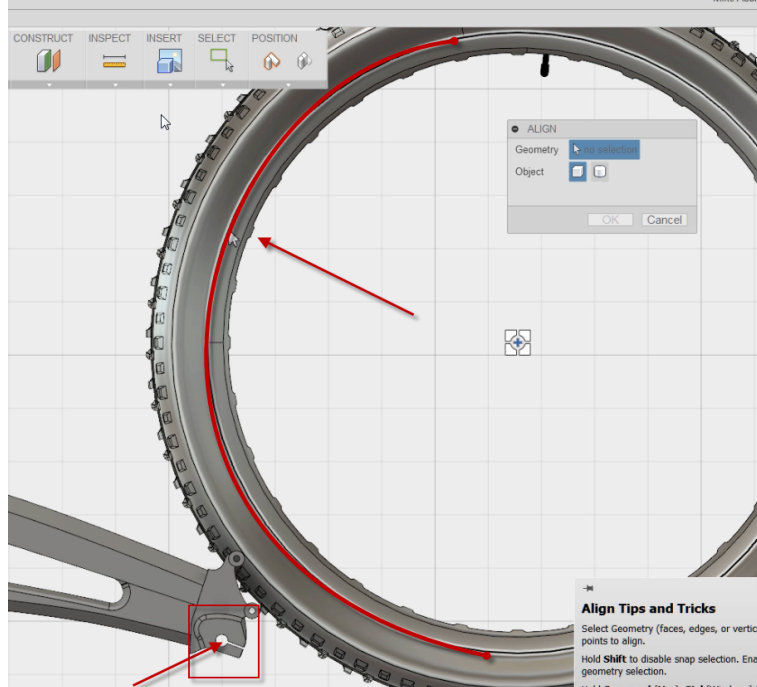 CONSTRUCT INSPECT INSERT SELECT POSITION
ALIGN
Geometry no selection
Object
OK Cancel
Align Tips and Tricks
Select Geometry (faces, edges, or vertic
points to align.
Hold Shift to disable snap selection. Ena
geometry selection.